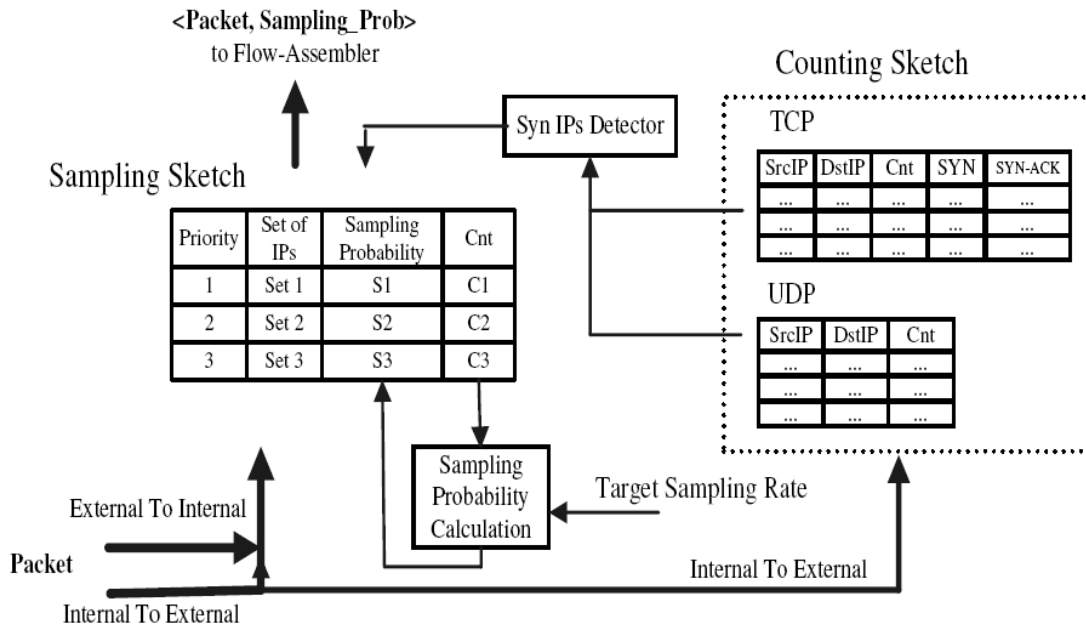 <Packet, Sampling_Prob>
to Flow-Assembler
Counting Sketch
Syn IPs Detector
TCP
SrcIP DstIP Cnt SYN SYN-ACK
... ... ... ... ...
... ... ... ... ...
... ... ... ... ...
Sampling Sketch
Priority Set of IPs Sampling Probability Cnt
1 Set 1 S1 C1
2 Set 2 S2 C2
3 Set 3 S3 C3
UDP
SrcIP DstIP Cnt
... ... ...
... ... ...
... ... ...
Sampling
Probability
Calculation
Target Sampling Rate
External To Internal
Packet
Internal To External
Internal To External